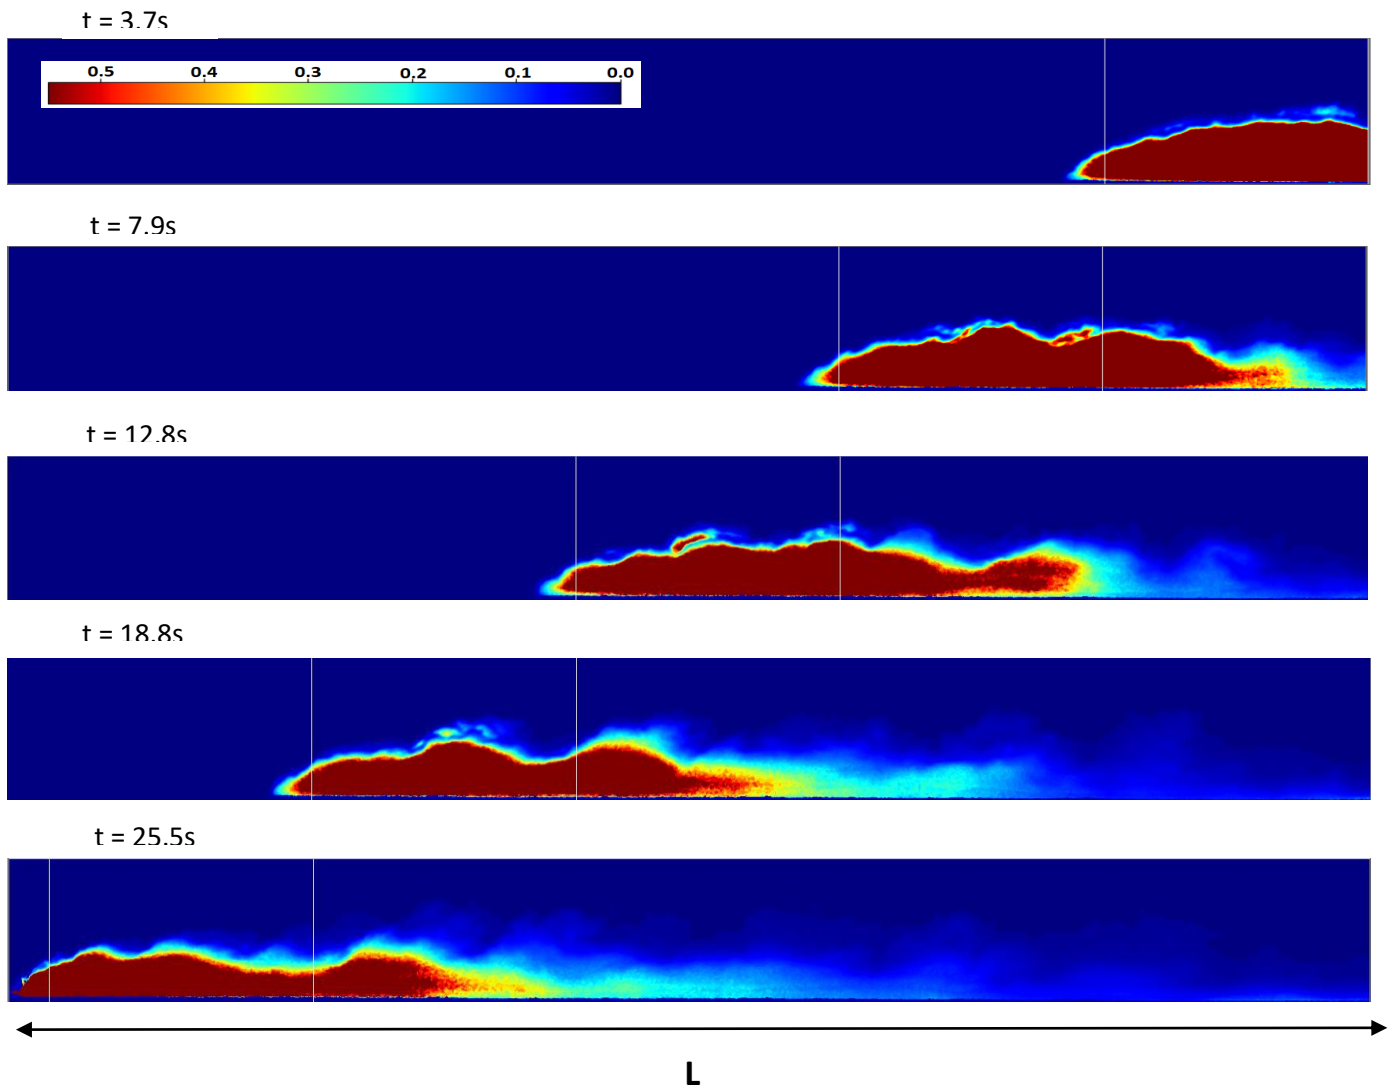 t = 3.7s
0.5 0.4 0.3 0.2 0.1 0.0
t = 7.9s
t = 12.8s
t = 18.8s
t = 25.5s
L